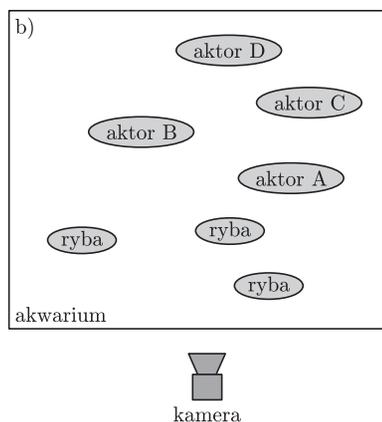 b)
aktor D
aktor C
aktor B
aktor A
ryba
ryba
ryba
akwarium
kamera